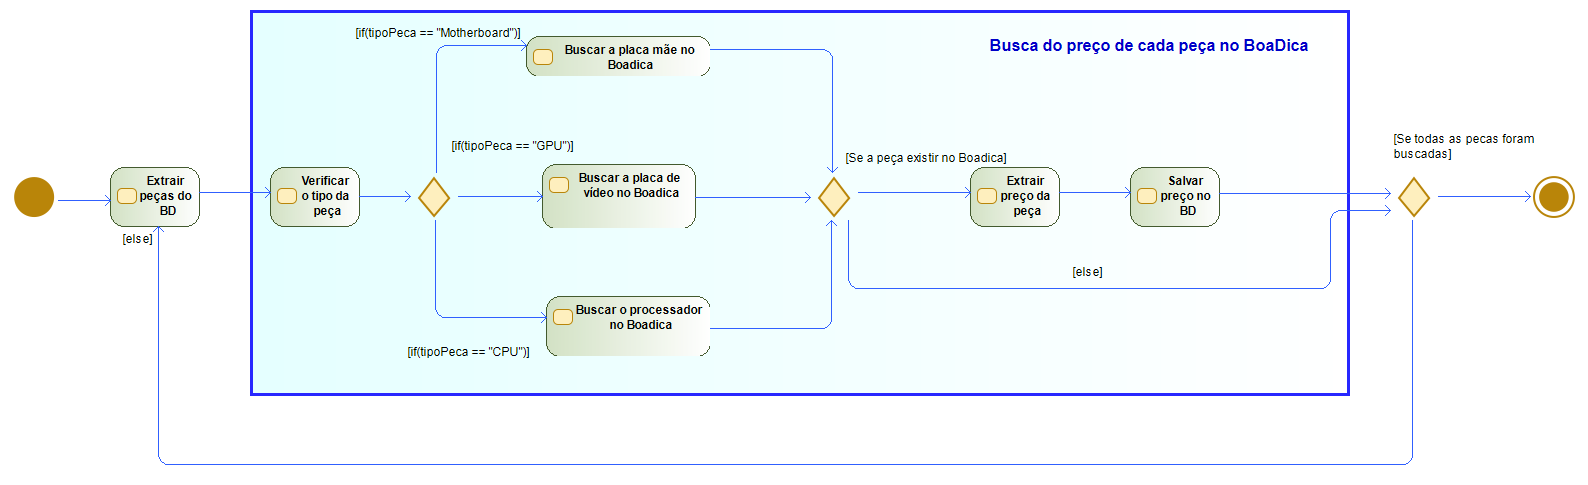 [if(tipoPeca == "Motherboard")]
Buscar a placa mãe no
Boadica
Busca do preço de cada peça no BoaDica
[if(tipoPeca == "GPU")]
[Se todas as pecas foram
buscadas]
[Se a peça existir no Boadica]
Extrair
peças do
BD
Verificar
o tipo da
peça
Buscar a placa de
vídeo no Boadica
Extrair
preço da
peça
Salvar
preço no
BD
[else]
[else]
Buscar o processador
no Boadica
[if(tipoPeca == "CPU")]